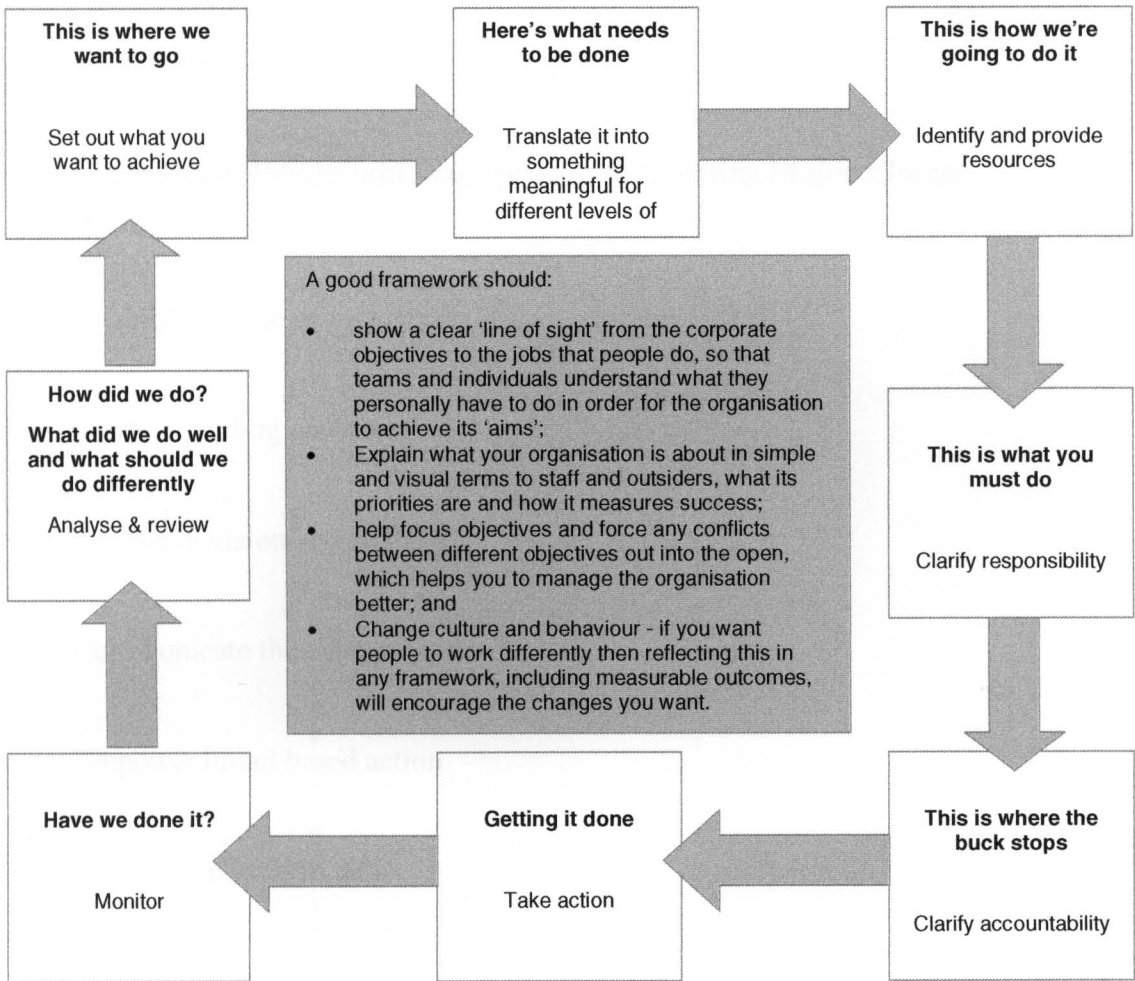 This is where we
want to go
Set out what you
want to achieve
Here's what needs
to be done
Translate it into
something
meaningful for
different levels of
This is how we're
going to do it
Identify and provide
resources
This is what you
must do
Clarify responsibility
This is where the
buck stops
Clarify accountability
Getting it done
Take action
Have we done it?
Monitor
How did we do?
What did we do well
and what should we
do differently
Analyse & review
A good framework should:
• show a clear ‘line of sight’ from the corporate
objectives to the jobs that people do, so that
teams and individuals understand what they
personally have to do in order for the organisation
to achieve its ‘aims’;
• Explain what your organisation is about in simple
and visual terms to staff and outsiders, what its
priorities are and how it measures success;
• help focus objectives and force any conflicts
between different objectives out into the open,
which helps you to manage the organisation
better; and
• Change culture and behaviour - if you want
people to work differently then reflecting this in
any framework, including measurable outcomes,
will encourage the changes you want.
based action